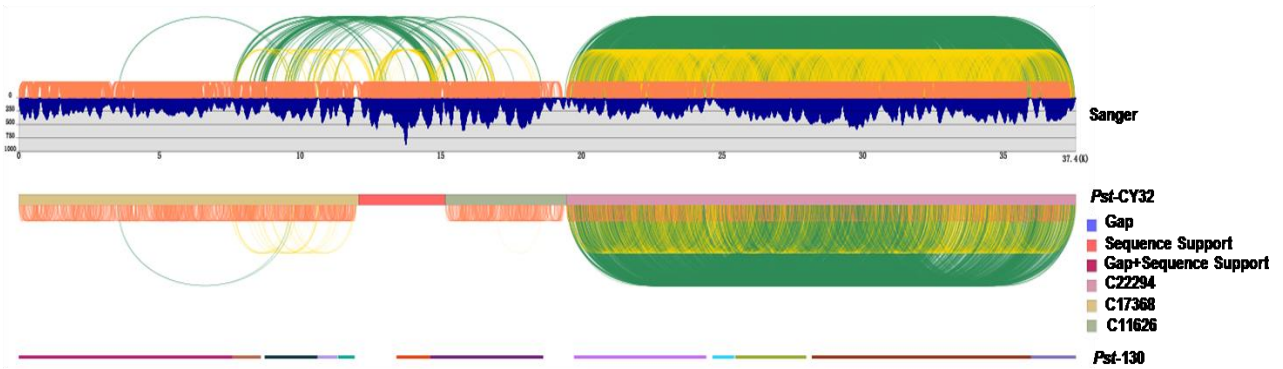 0
250
500
750
1000
0 5 10 15 20 25 30 35 37.4(K)
Sanger
Pst-CY32
Gap
Sequence Support
Gap+Sequence Support
C22294
C17368
C11626
Pst-130